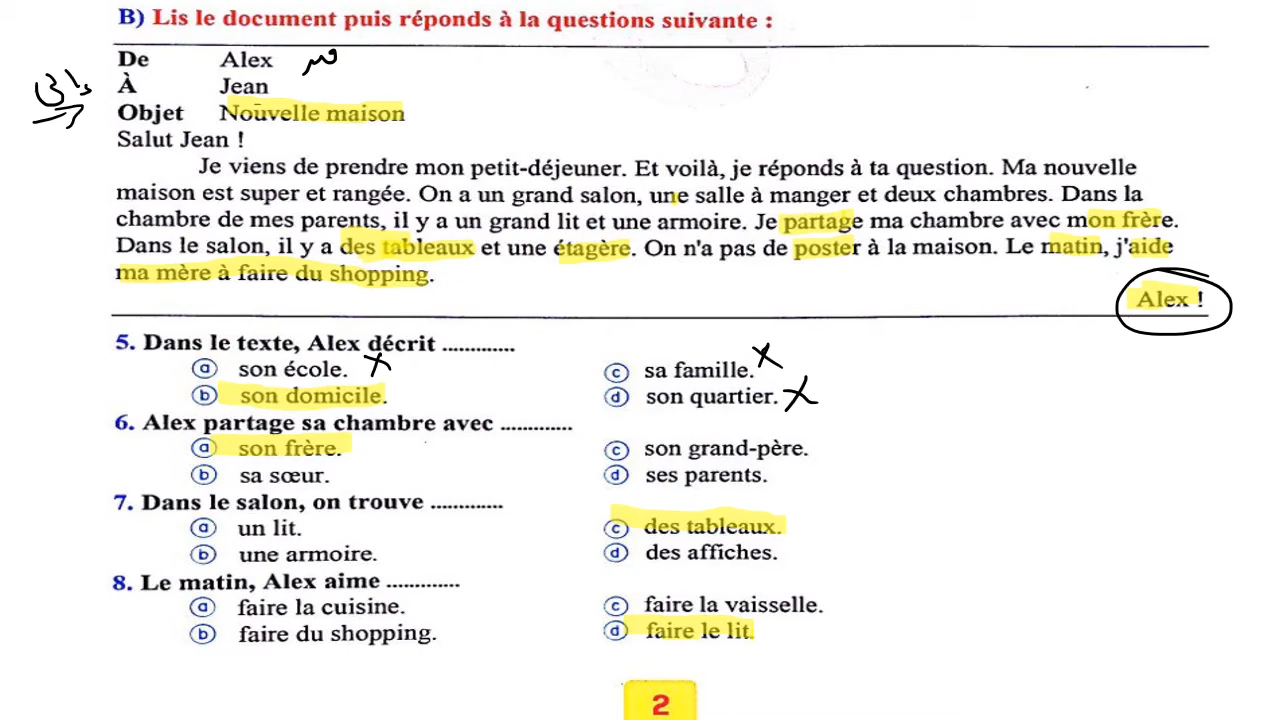 B) Lis le document puis réponds à la questions suivante :
De Alex
À Jean
Objet Nouvelle maison
Salut Jean !
Je viens de prendre mon petit-déjeuner. Et voilà, je réponds à ta question. Ma nouvelle
maison est super et rangée. On a un grand salon, une salle à manger et deux chambres. Dans la
chambre de mes parents, il y a un grand lit et une armoire. Je partage ma chambre avec mon frère.
Dans le salon, il y a des tableaux et une étagère. On n'a pas de poster à la maison. Le matin, j'aide
ma mère à faire du shopping.
Alex !
5. Dans le texte, Alex décrit .............
a son école.
c sa famille.
b son domicile.
d son quartier.
6. Alex partage sa chambre avec .............
a son frère.
c son grand-père.
b sa sœur.
d ses parents.
7. Dans le salon, on trouve .............
a un lit.
c des tableaux.
b une armoire.
d des affiches.
8. Le matin, Alex aime .............
a faire la cuisine.
c faire la vaisselle.
b faire du shopping.
d faire le lit.
2